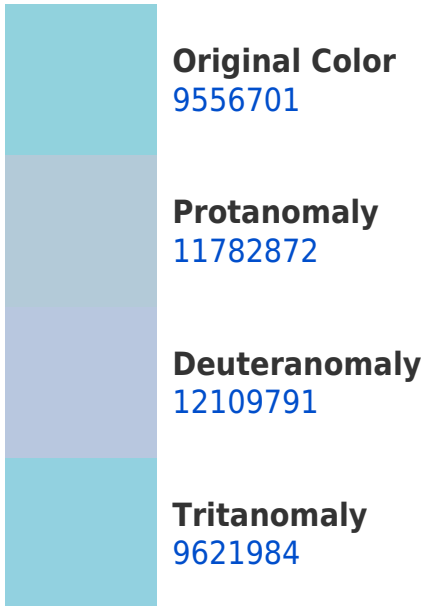 Original Color
9556701
Protanomaly
11782872
Deuteranomaly
12109791
Tritanomaly
9621984